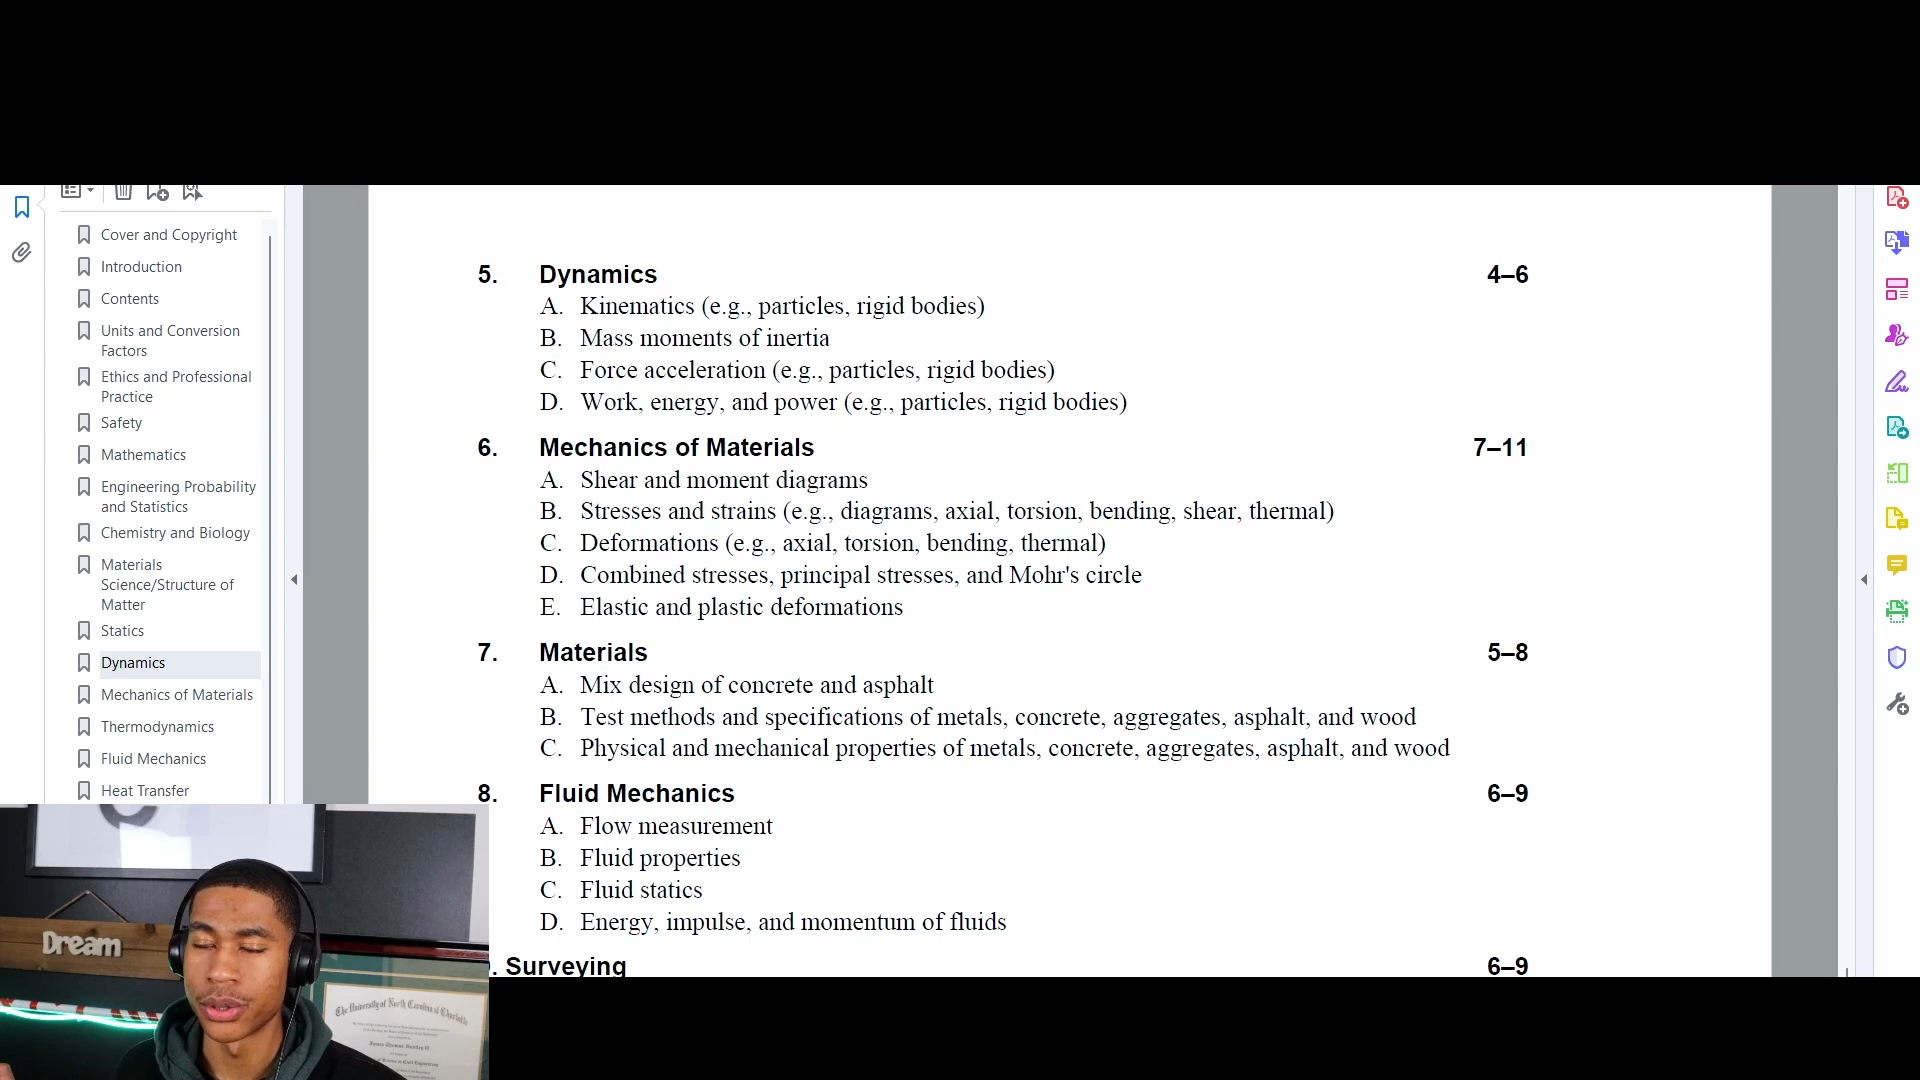 Cover and Copyright
Introduction
Contents
Units and Conversion
Factors
Ethics and Professional
Practice
Safety
Mathematics
Engineering Probability
and Statistics
Chemistry and Biology
Materials
Science/Structure of
Matter
Statics
Dynamics
Mechanics of Materials
Thermodynamics
Fluid Mechanics
Heat Transfer
5. Dynamics 4–6
A. Kinematics (e.g., particles, rigid bodies)
B. Mass moments of inertia
C. Force acceleration (e.g., particles, rigid bodies)
D. Work, energy, and power (e.g., particles, rigid bodies)
6. Mechanics of Materials 7–11
A. Shear and moment diagrams
B. Stresses and strains (e.g., diagrams, axial, torsion, bending, shear, thermal)
C. Deformations (e.g., axial, torsion, bending, thermal)
D. Combined stresses, principal stresses, and Mohr's circle
E. Elastic and plastic deformations
7. Materials 5–8
A. Mix design of concrete and asphalt
B. Test methods and specifications of metals, concrete, aggregates, asphalt, and wood
C. Physical and mechanical properties of metals, concrete, aggregates, asphalt, and wood
8. Fluid Mechanics 6–9
A. Flow measurement
B. Fluid properties
C. Fluid statics
D. Energy, impulse, and momentum of fluids
Surveying 6–9
Dream
The University of North Carolina at Charlotte